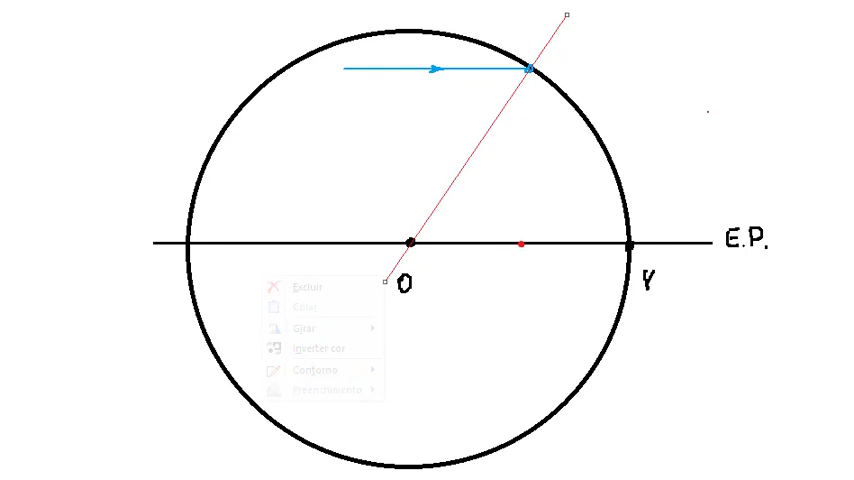 E.P.
O
V
Excluir
Colar
Girar
Inverter cor
Contorno
Preenchimento